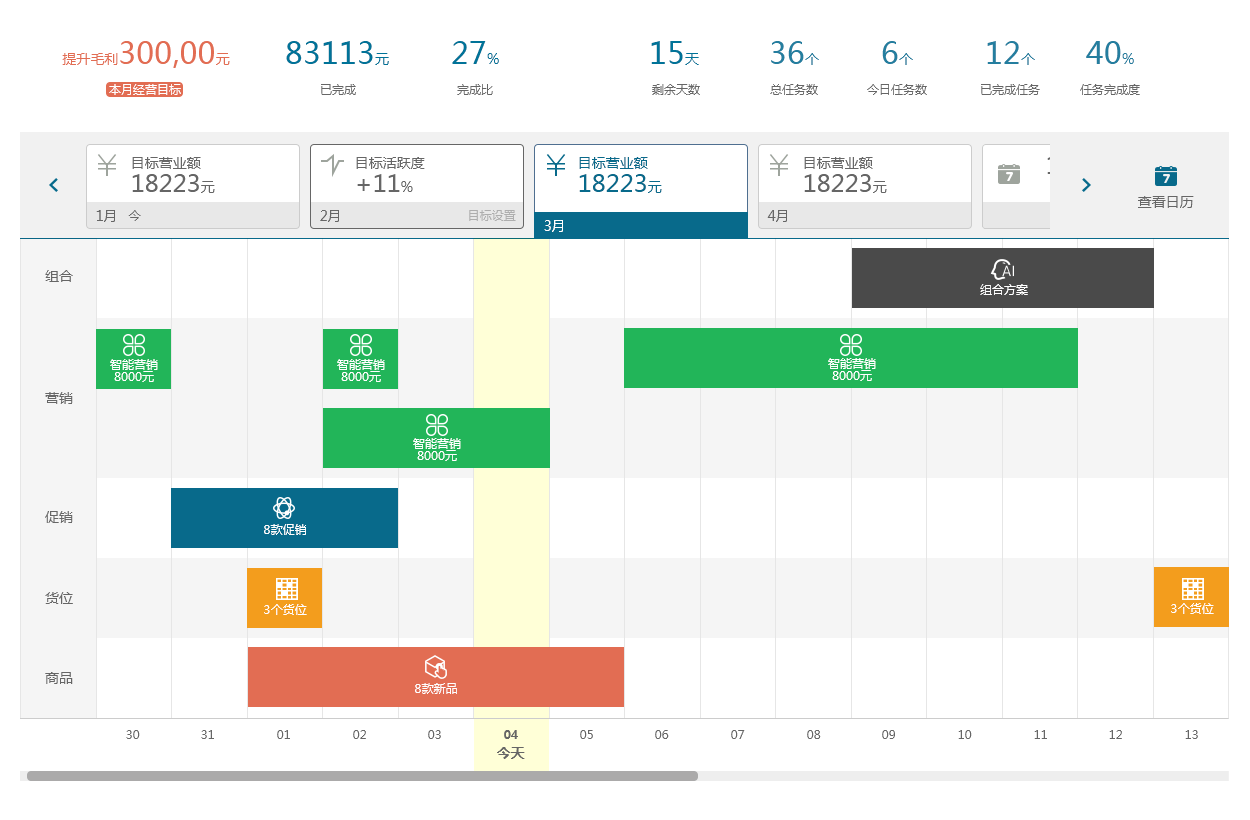 提升毛利300,00元
83113元
27%
15天
36个
6个
12个
40%
本月经营目标
已完成
完成比
剩余天数
总任务数
今日任务数
已完成任务
任务完成度
目标营业额
18223元
1月 今
目标活跃度
+11%
2月 目标设置
目标营业额
18223元
3月
目标营业额
18223元
4月
7
7
查看日历
组合
AI
组合方案
营销
智能营销
8000元
智能营销
8000元
智能营销
8000元
智能营销
8000元
促销
8款促销
货位
3个货位
3个货位
商品
8款新品
30 31 01 02 03 04 05 06 07 08 09 10 11 12 13
今天